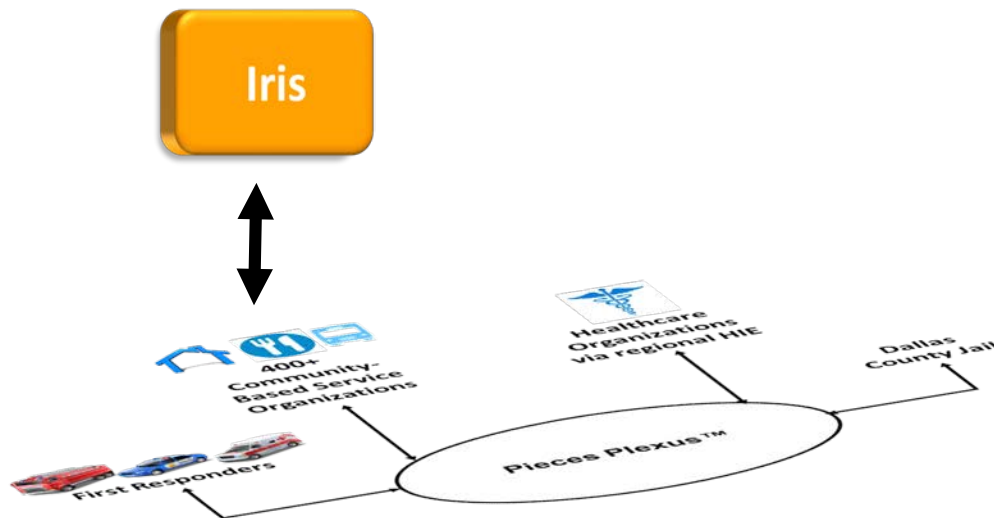 Iris
400+
Community-
Based Service
Organizations
Healthcare
Organizations
via regional HIE
Dallas
County Jail
First Responders
Pieces Plexus™